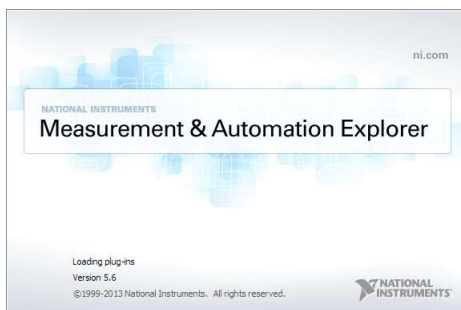 ni.com
NATIONAL INSTRUMENTS
Measurement & Automation Explorer
Loading plug-ins
Version 5.6
©1999-2013 National Instruments. All rights reserved.
NATIONAL
INSTRUMENTS™